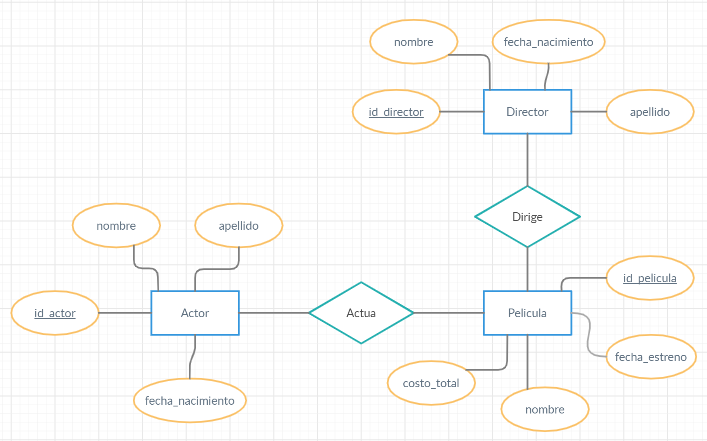 nombre
fecha_nacimiento
id_director
Director
apellido
Dirige
nombre
apellido
id_pelicula
id_actor
Actor
Actua
Pelicula
fecha_estreno
costo_total
fecha_nacimiento
nombre